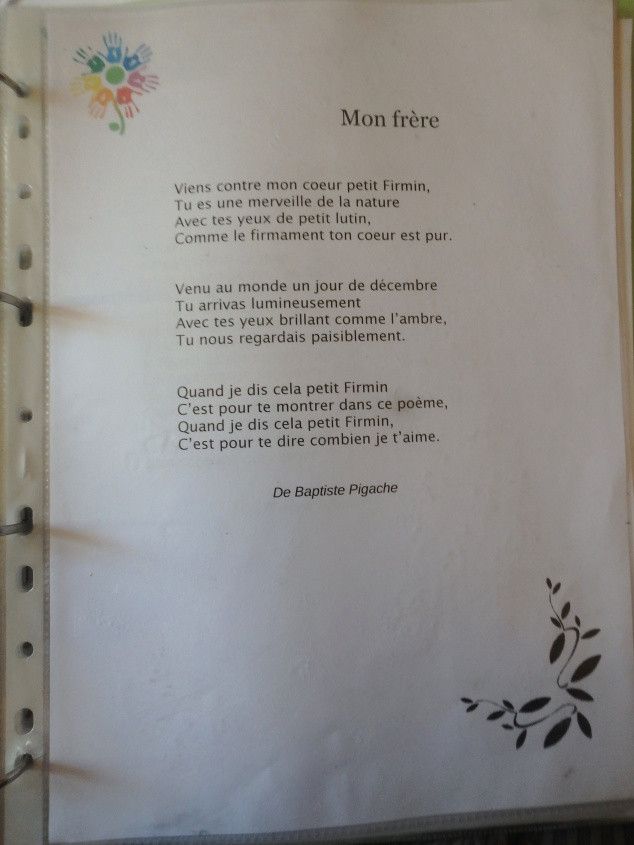 Mon frère
Viens contre mon coeur petit Firmin,
Tu es une merveille de la nature
Avec tes yeux de petit lutin,
Comme le firmament ton coeur est pur.
Venu au monde un jour de décembre
Tu arrivas lumineusement
Avec tes yeux brillant comme l'ambre,
Tu nous regardais paisiblement.
Quand je dis cela petit Firmin
C'est pour te montrer dans ce poème,
Quand je dis cela petit Firmin,
C'est pour te dire combien je t'aime.
De Baptiste Pigache